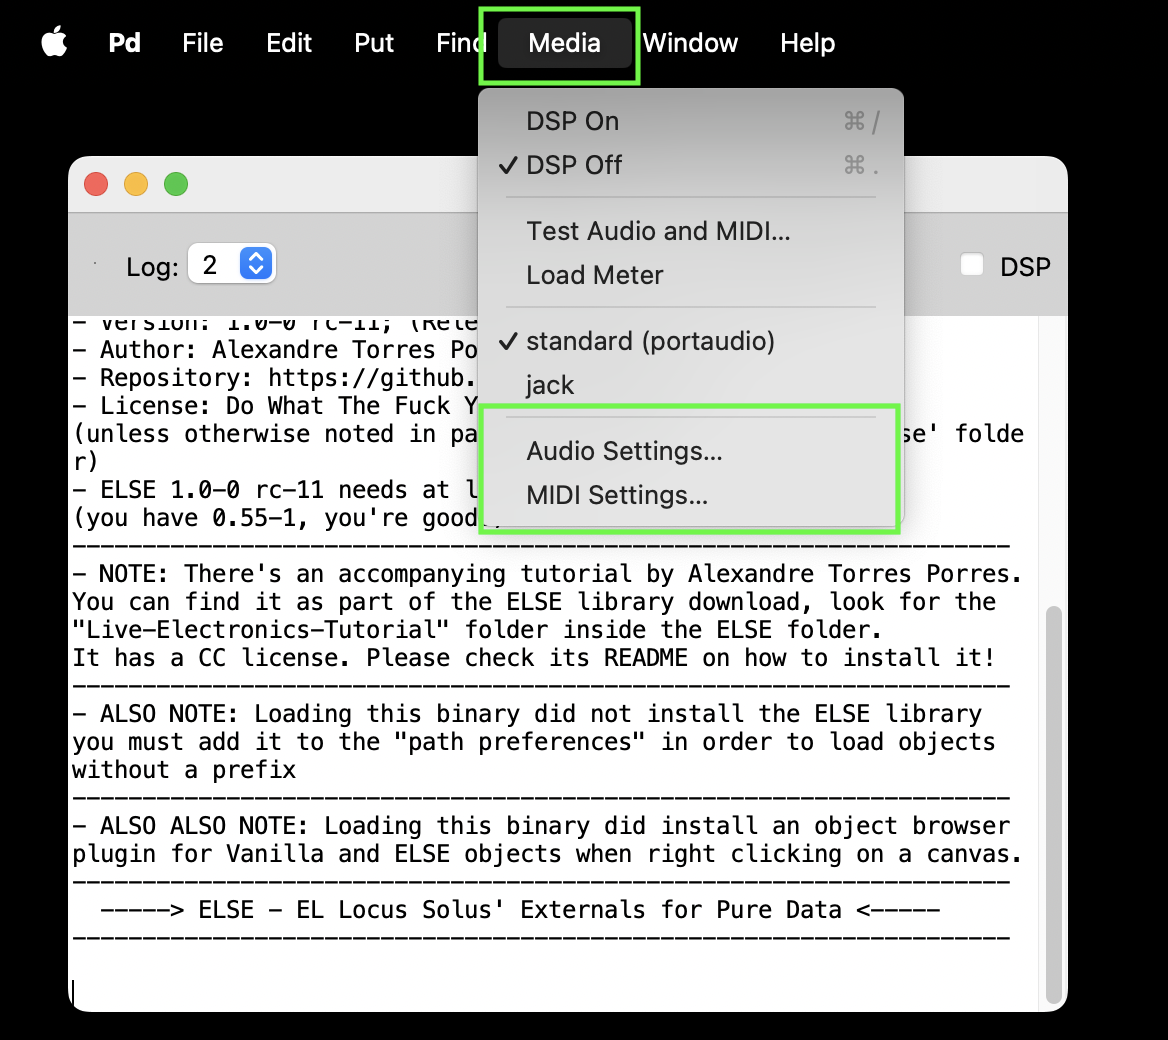 Pd File Edit Put Find Media Window Help
DSP On ⌘ /
✓ DSP Off ⌘ .
Test Audio and MIDI...
Load Meter
✓ standard (portaudio)
jack
Audio Settings...
MIDI Settings...
Log: 2 DSP
- Version: 1.0-0 rc-11; (Rele
- Author: Alexandre Torres Po
- Repository: https://github.
- License: Do What The Fuck Y
(unless otherwise noted in pa se' folde
r)
- ELSE 1.0-0 rc-11 needs at l
(you have 0.55-1, you're good
-------------------------------------------------------------------
- NOTE: There's an accompanying tutorial by Alexandre Torres Porres.
You can find it as part of the ELSE library download, look for the
"Live-Electronics-Tutorial" folder inside the ELSE folder.
It has a CC license. Please check its README on how to install it!
-------------------------------------------------------------------
- ALSO NOTE: Loading this binary did not install the ELSE library
you must add it to the "path preferences" in order to load objects
without a prefix
-------------------------------------------------------------------
- ALSO ALSO NOTE: Loading this binary did install an object browser
plugin for Vanilla and ELSE objects when right clicking on a canvas.
-------------------------------------------------------------------
-----> ELSE - EL Locus Solus' Externals for Pure Data <-----
-------------------------------------------------------------------